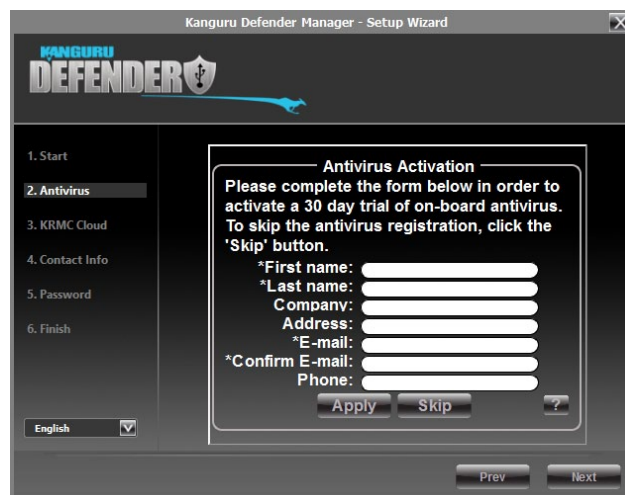 Kanguru Defender Manager - Setup Wizard
X
KANGURU
DEFENDER
1. Start
2. Antivirus
3. KRMC Cloud
4. Contact Info
5. Password
6. Finish
English
Antivirus Activation
Please complete the form below in order to
activate a 30 day trial of on-board antivirus.
To skip the antivirus registration, click the
'Skip' button.
*First name:
*Last name:
Company:
Address:
*E-mail:
*Confirm E-mail:
Phone:
Apply Skip ?
Prev Next